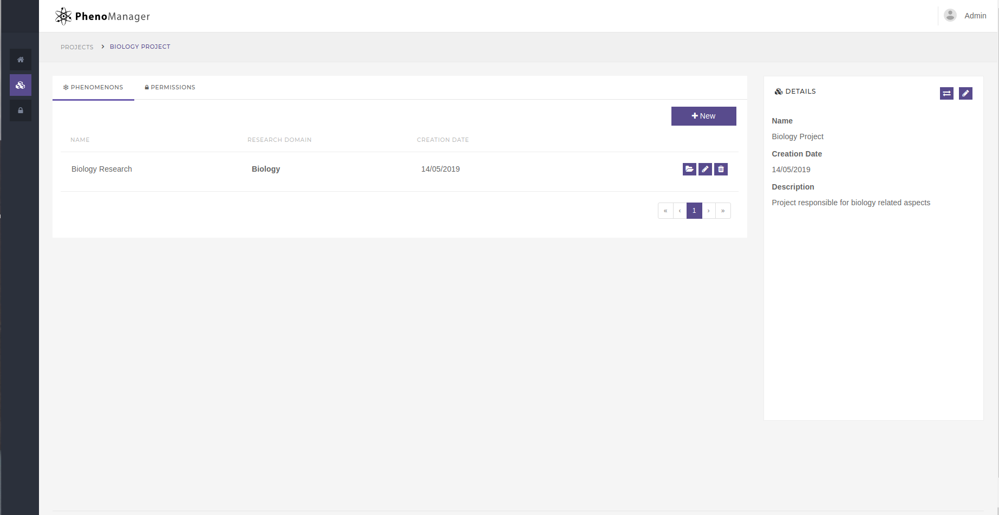 PhenoManager
Admin
PROJECTS > BIOLOGY PROJECT
PHENOMENONS
PERMISSIONS
New
NAME
RESEARCH DOMAIN
CREATION DATE
Biology Research
Biology
14/05/2019
« ‹ 1 › »
DETAILS
Name
Biology Project
Creation Date
14/05/2019
Description
Project responsible for biology related aspects